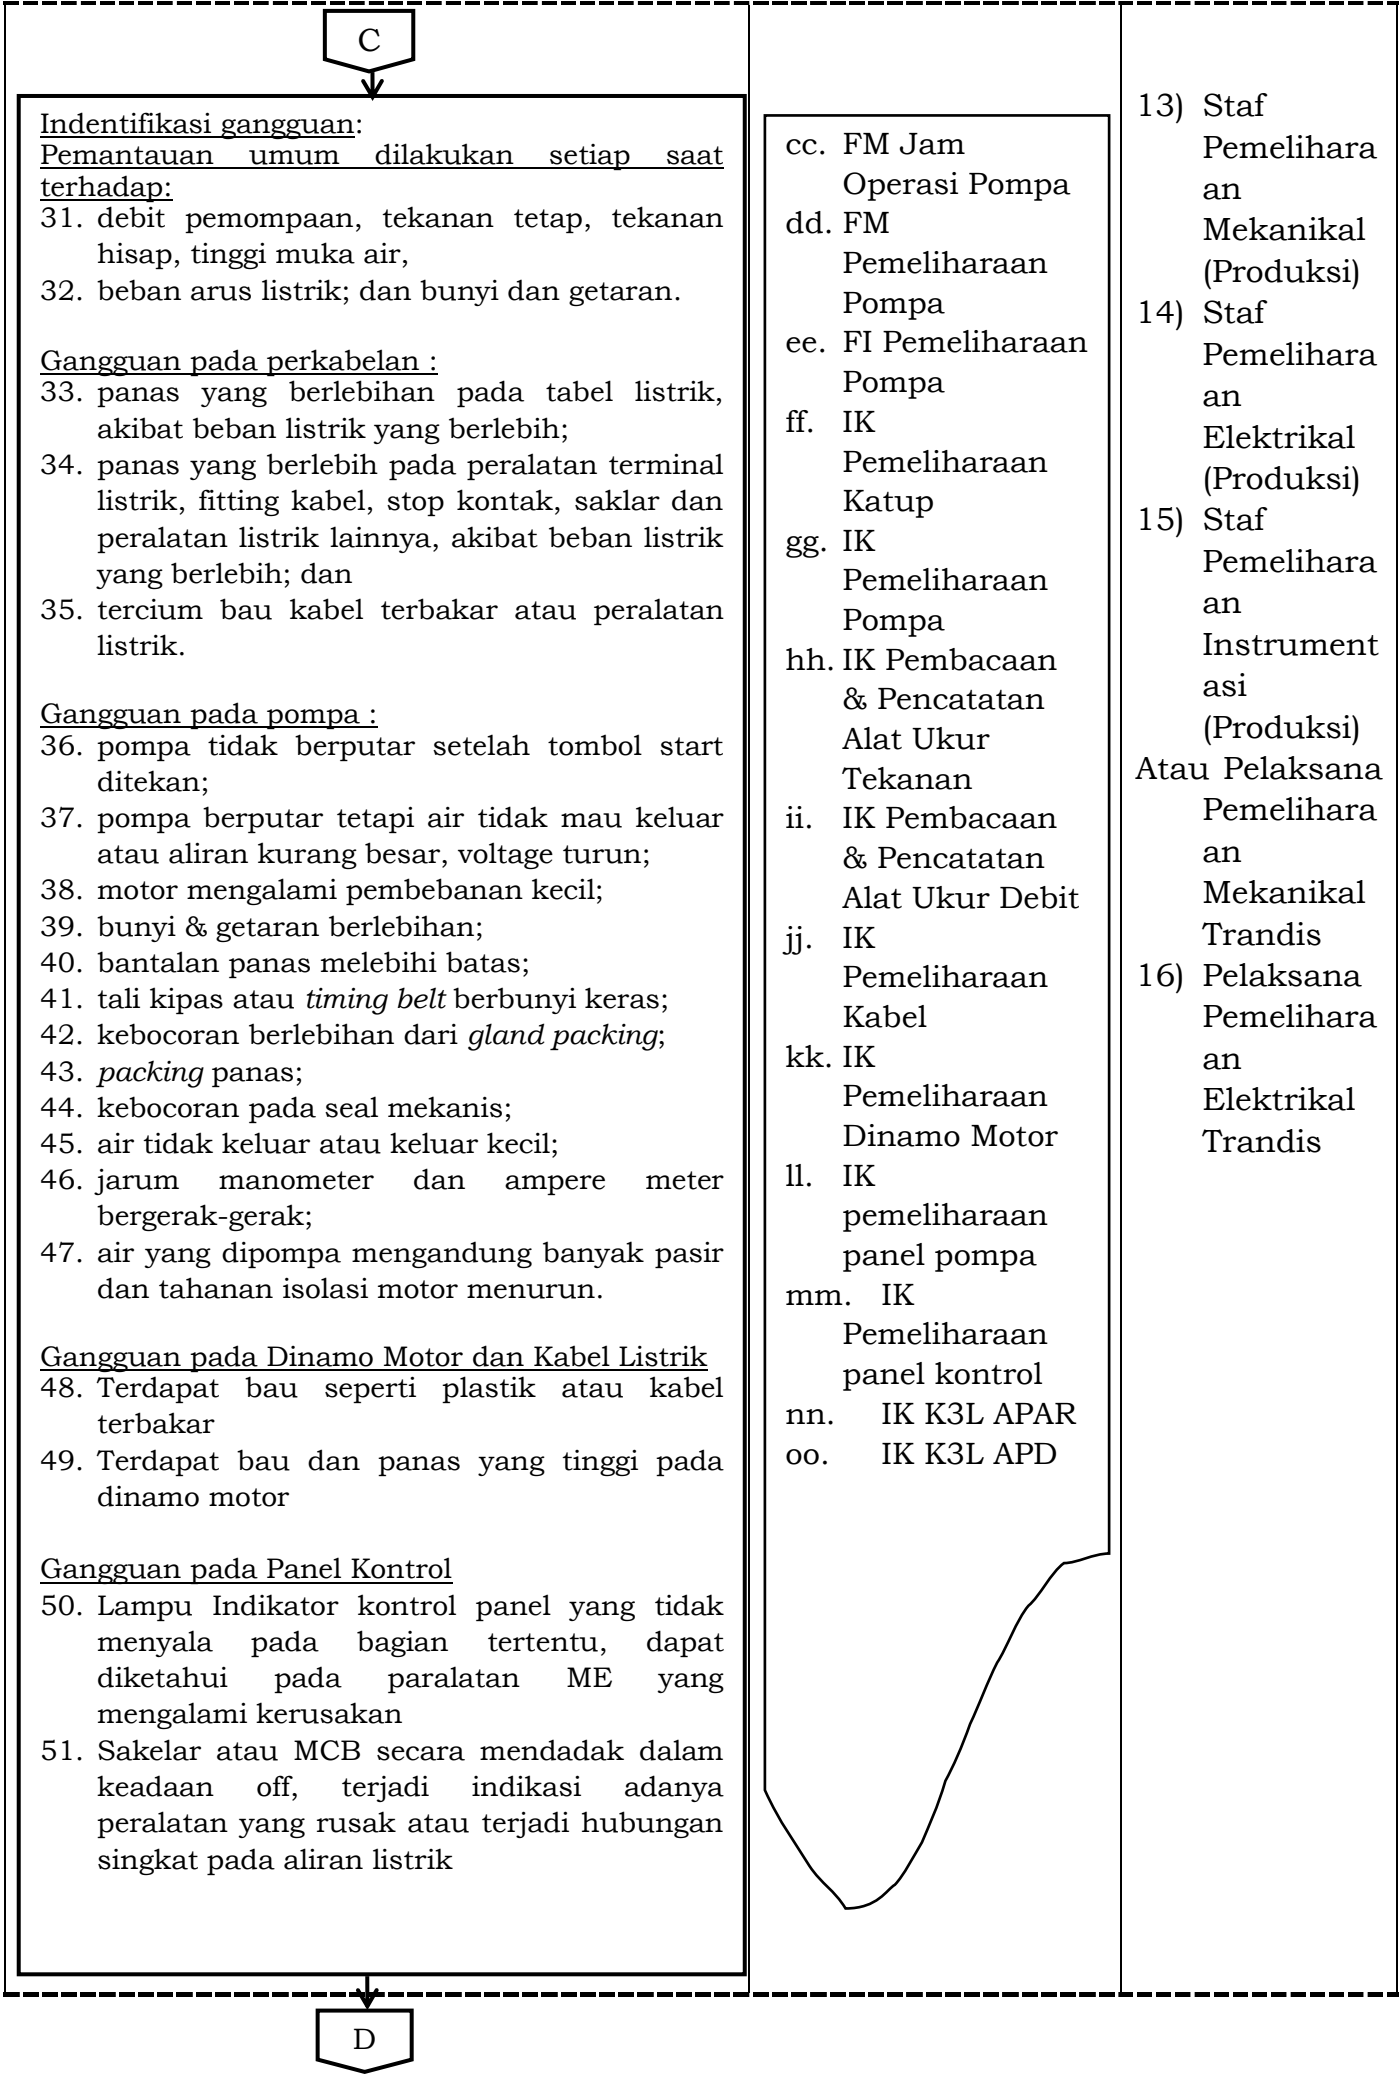 C
Indentifikasi gangguan:
Pemantauan umum dilakukan setiap saat
terhadap:
31. debit pemompaan, tekanan tetap, tekanan
hisap, tinggi muka air,
32. beban arus listrik; dan bunyi dan getaran.
Gangguan pada perkabelan :
33. panas yang berlebihan pada tabel listrik,
akibat beban listrik yang berlebih;
34. panas yang berlebih pada peralatan terminal
listrik, fitting kabel, stop kontak, saklar dan
peralatan listrik lainnya, akibat beban listrik
yang berlebih; dan
35. tercium bau kabel terbakar atau peralatan
listrik.
Gangguan pada pompa :
36. pompa tidak berputar setelah tombol start
ditekan;
37. pompa berputar tetapi air tidak mau keluar
atau aliran kurang besar, voltage turun;
38. motor mengalami pembebanan kecil;
39. bunyi & getaran berlebihan;
40. bantalan panas melebihi batas;
41. tali kipas atau timing belt berbunyi keras;
42. kebocoran berlebihan dari gland packing;
43. packing panas;
44. kebocoran pada seal mekanis;
45. air tidak keluar atau keluar kecil;
46. jarum manometer dan ampere meter
bergerak-gerak;
47. air yang dipompa mengandung banyak pasir
dan tahanan isolasi motor menurun.
Gangguan pada Dinamo Motor dan Kabel Listrik
48. Terdapat bau seperti plastik atau kabel
terbakar
49. Terdapat bau dan panas yang tinggi pada
dinamo motor
Gangguan pada Panel Kontrol
50. Lampu Indikator kontrol panel yang tidak
menyala pada bagian tertentu, dapat
diketahui pada paralatan ME yang
mengalami kerusakan
51. Sakelar atau MCB secara mendadak dalam
keadaan off, terjadi indikasi adanya
peralatan yang rusak atau terjadi hubungan
singkat pada aliran listrik
cc. FM Jam
Operasi Pompa
dd. FM
Pemeliharaan
Pompa
ee. FI Pemeliharaan
Pompa
ff. IK
Pemeliharaan
Katup
gg. IK
Pemeliharaan
Pompa
hh. IK Pembacaan
& Pencatatan
Alat Ukur
Tekanan
ii. IK Pembacaan
& Pencatatan
Alat Ukur Debit
jj. IK
Pemeliharaan
Kabel
kk. IK
Pemeliharaan
Dinamo Motor
ll. IK
pemeliharaan
panel pompa
mm. IK
Pemeliharaan
panel kontrol
nn. IK K3L APAR
oo. IK K3L APD
13) Staf
Pemelihara
an
Mekanikal
(Produksi)
14) Staf
Pemelihara
an
Elektrikal
(Produksi)
15) Staf
Pemelihara
an
Instrument
asi
(Produksi)
Atau Pelaksana
Pemelihara
an
Mekanikal
Trandis
16) Pelaksana
Pemelihara
an
Elektrikal
Trandis
D